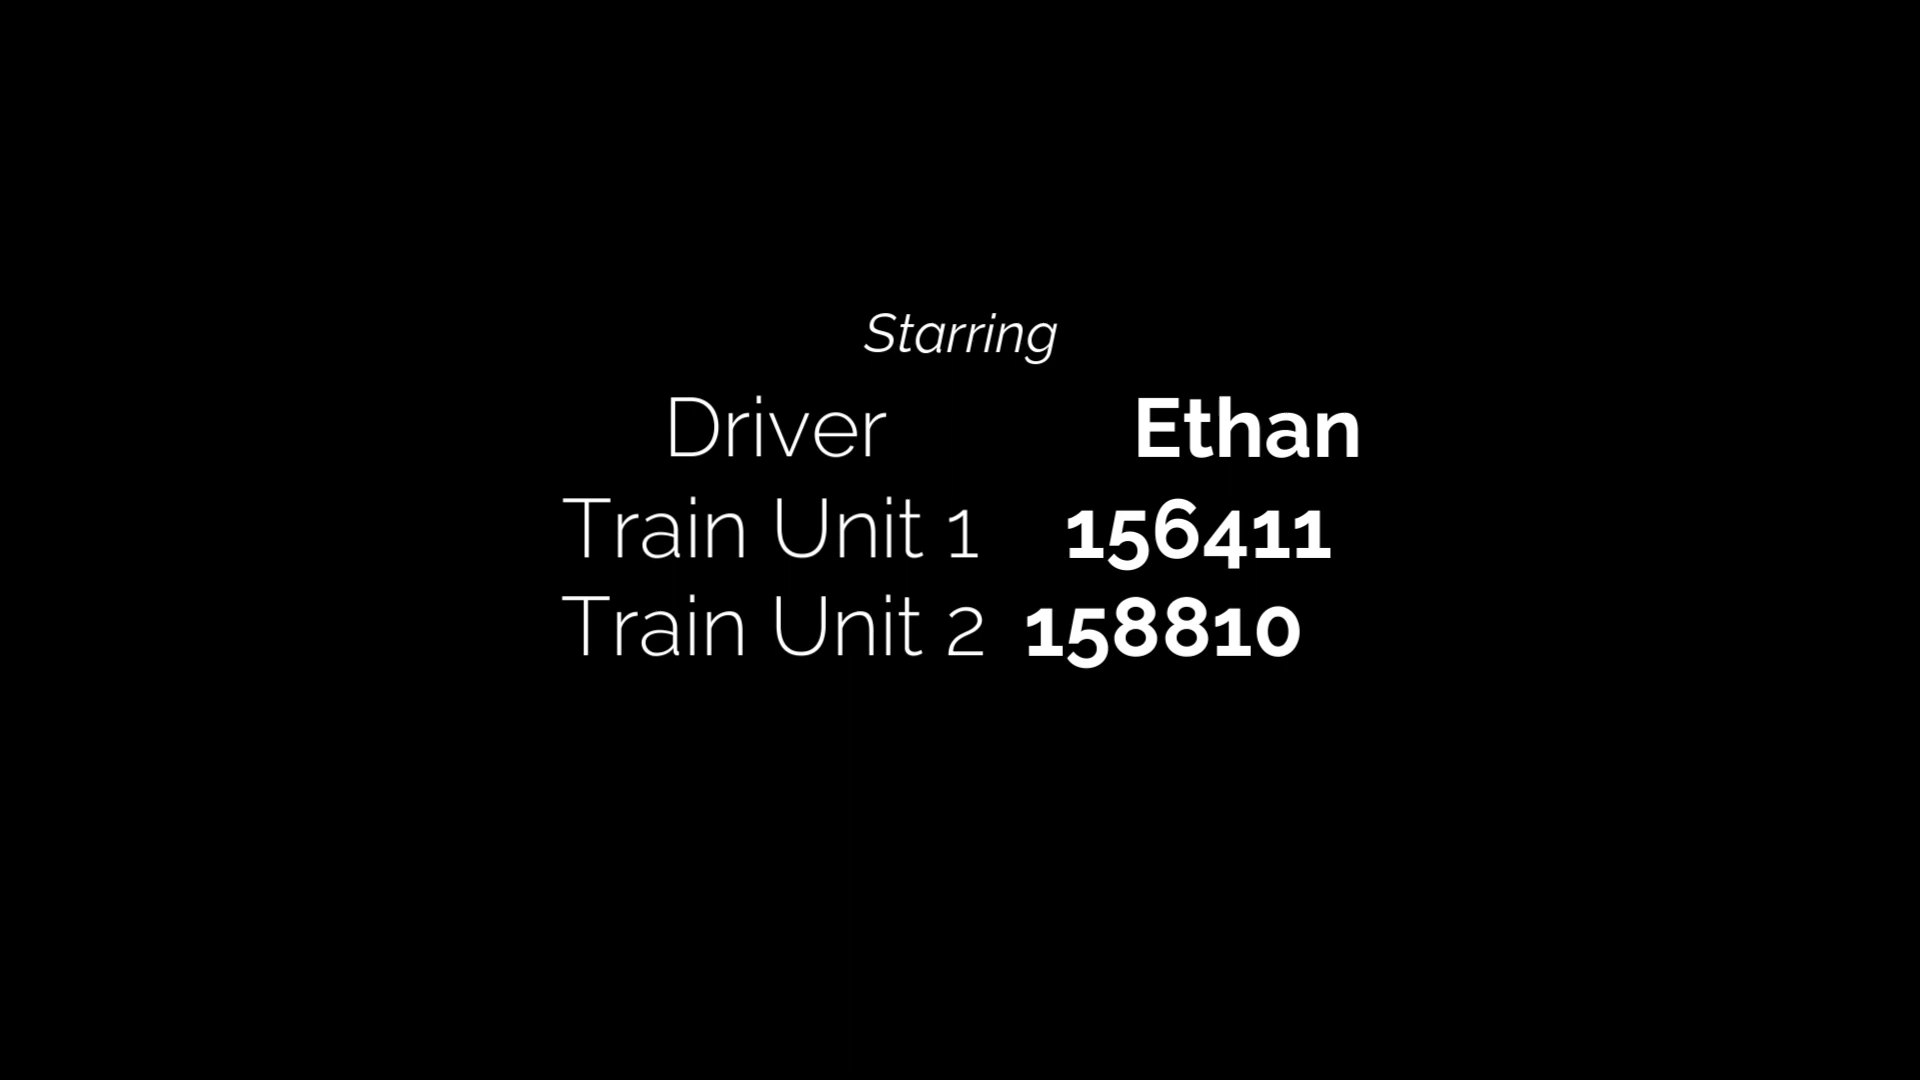 Starring
Driver Ethan
Train Unit 1 156411
Train Unit 2 158810